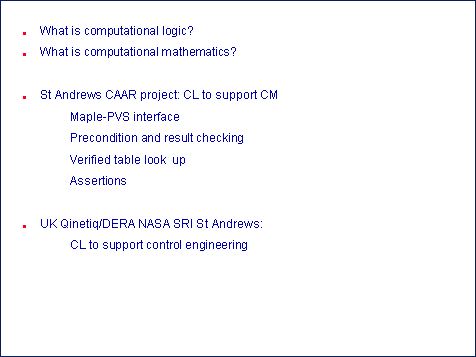 What is computational logic?
What is computational mathematics?
St Andrews CAAR project: CL to support CM
Maple-PVS interface
Precondition and result checking
Verified table look up
Assertions
UK Qinetiq/DERA NASA SRI St Andrews:
CL to support control engineering